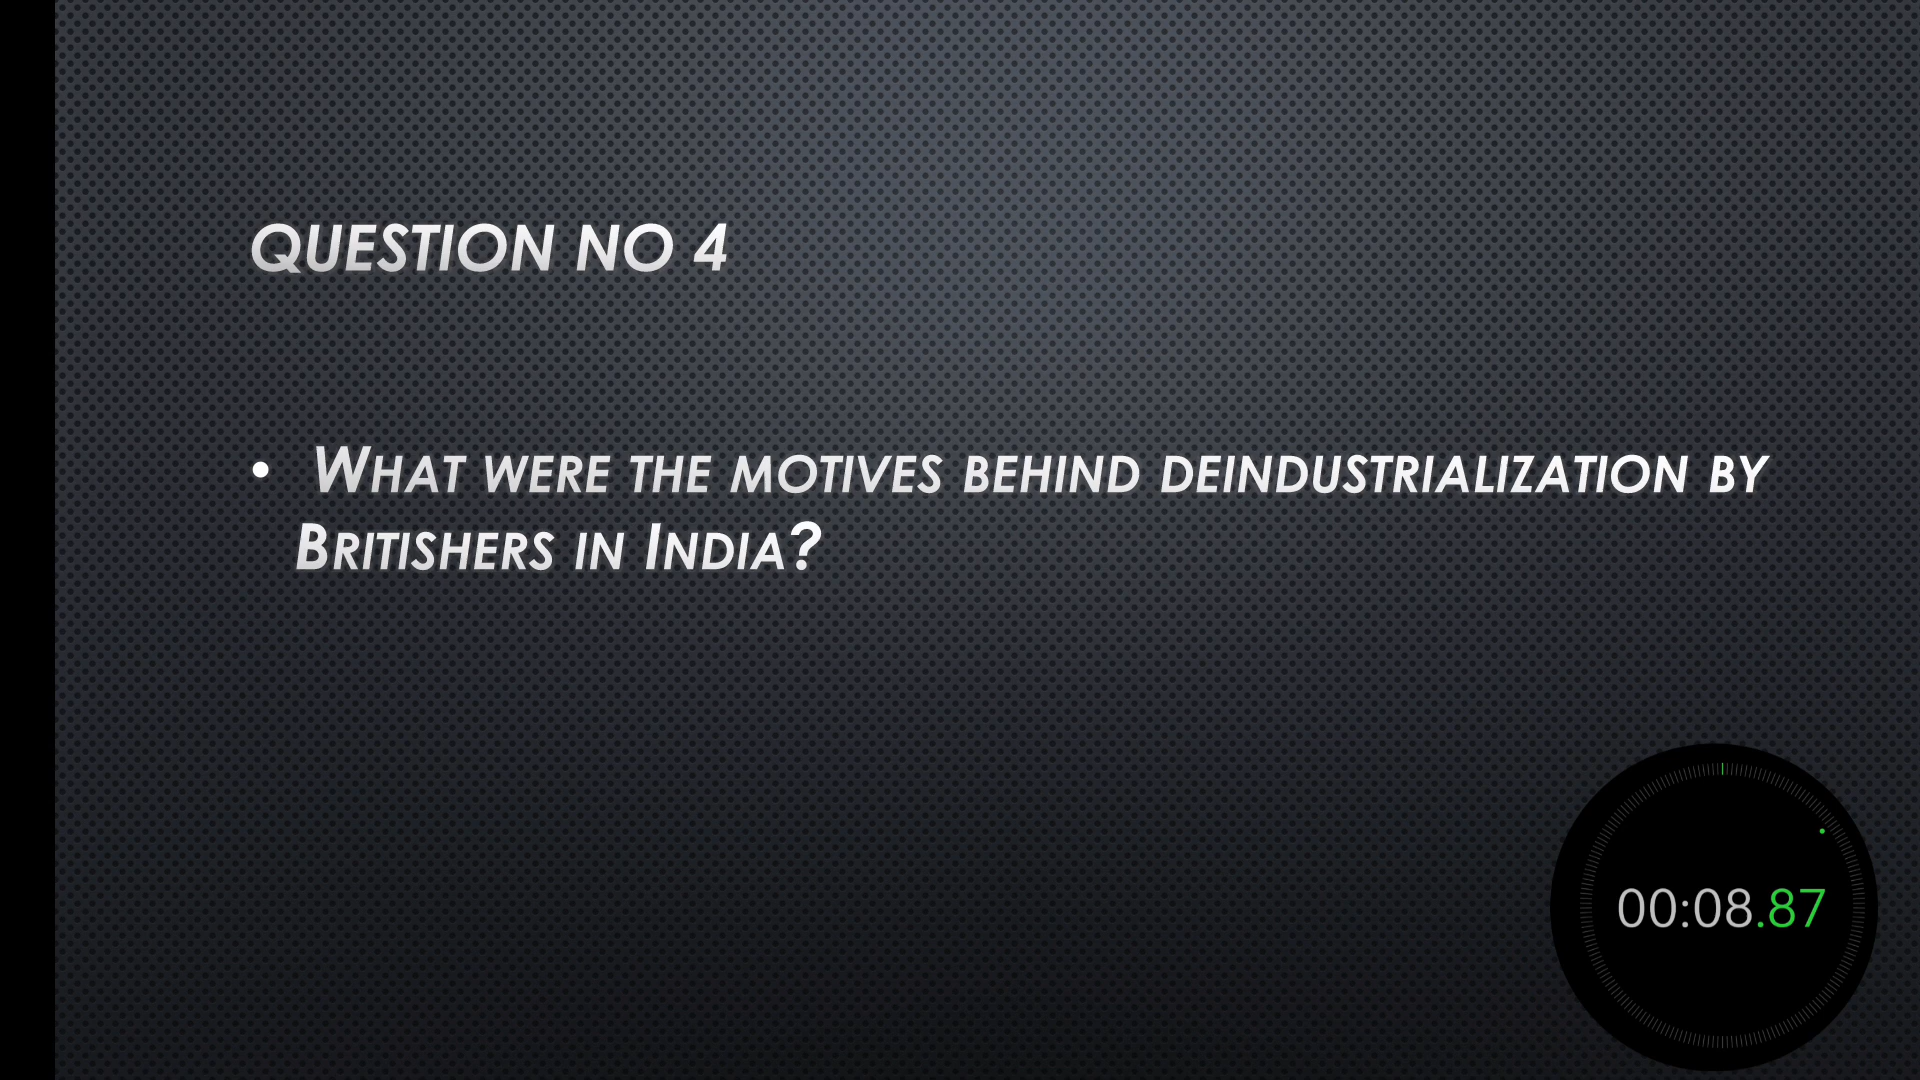 QUESTION NO 4
• WHAT WERE THE MOTIVES BEHIND DEINDUSTRIALIZATION BY
BRITISHERS IN INDIA?
00:08.87